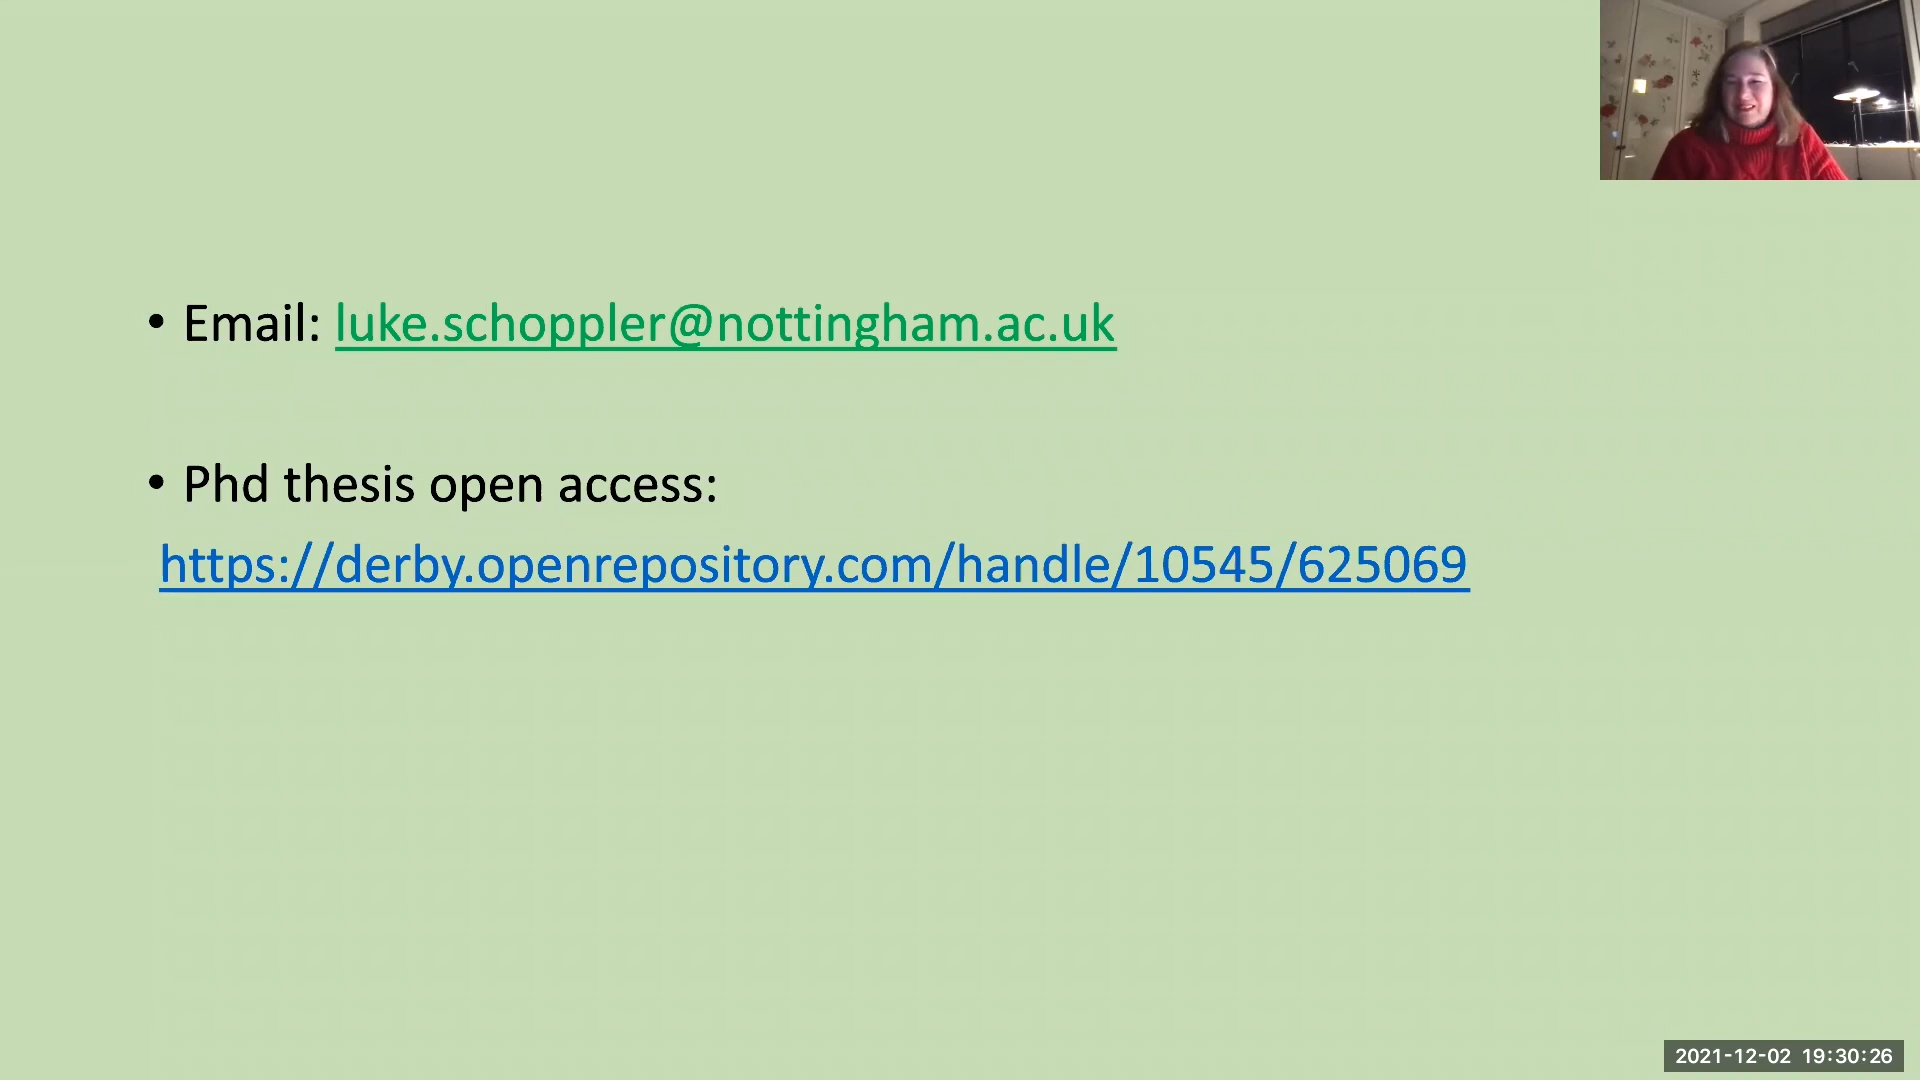 • Email: luke.schoppler@nottingham.ac.uk
• Phd thesis open access:
https://derby.openrepository.com/handle/10545/625069
2021-12-02 19:30:26